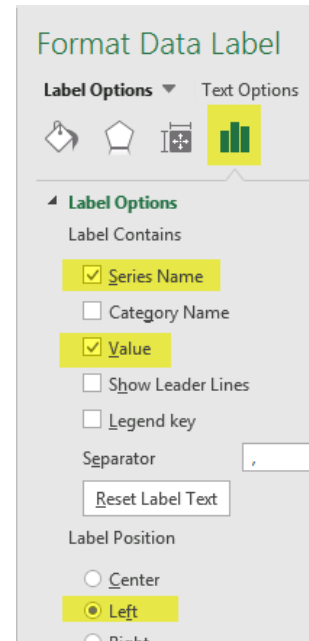 Format Data Label
Label Options Text Options
Label Options
Label Contains
Series Name
Category Name
Value
Show Leader Lines
Legend key
Separator ,
Reset Label Text
Label Position
Center
Left
Right